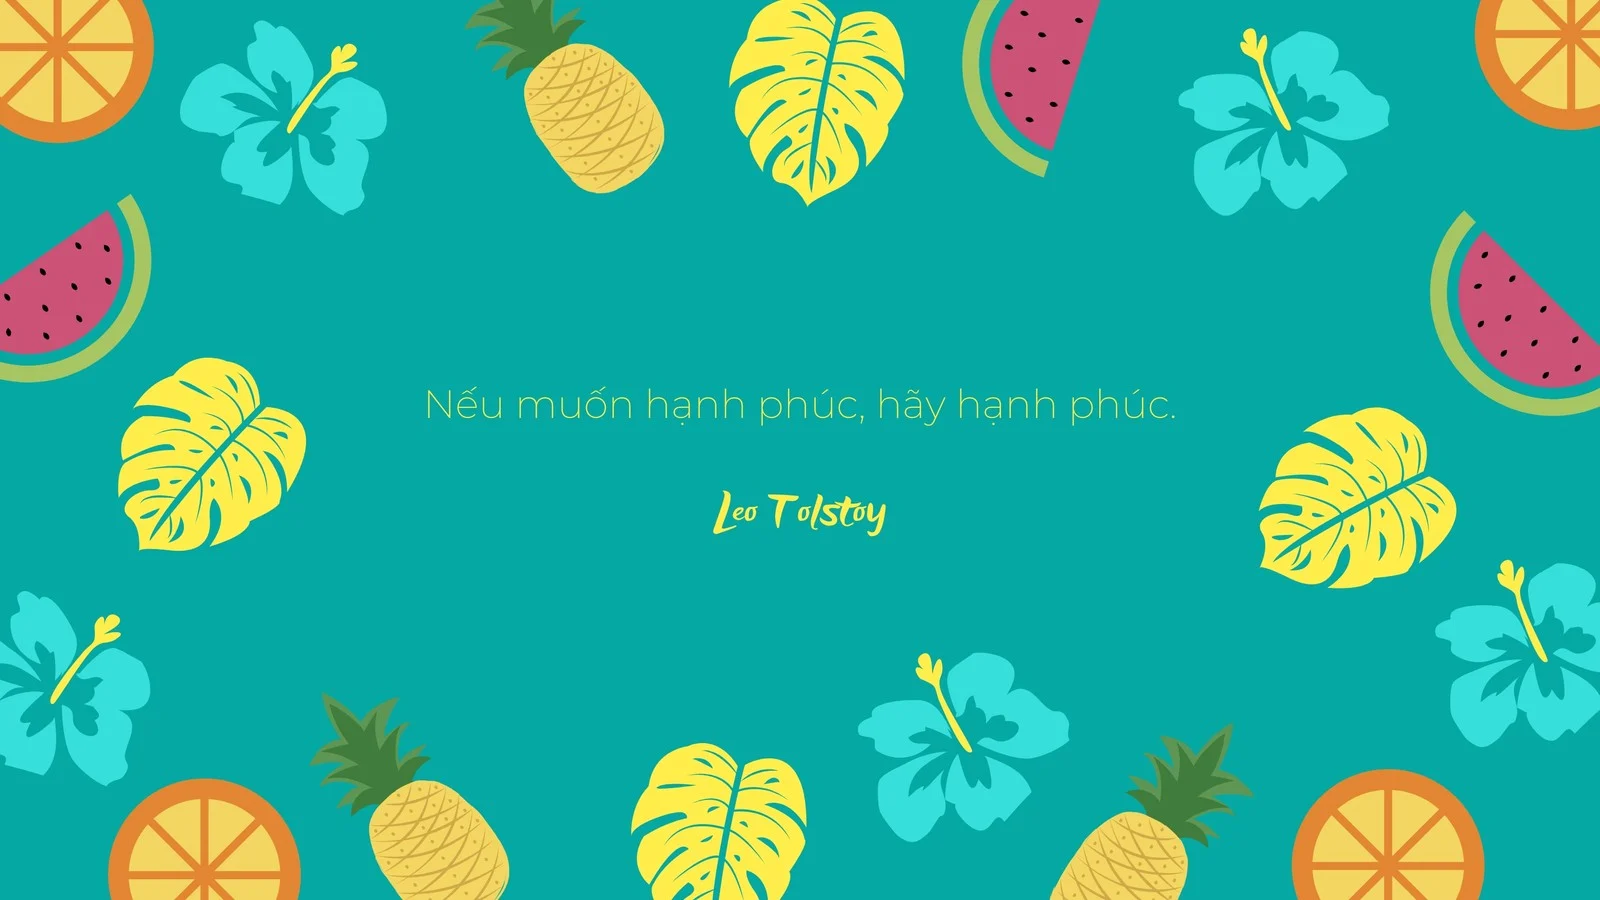 Nếu muốn hạnh phúc, hãy hạnh phúc.
Leo Tolstoy